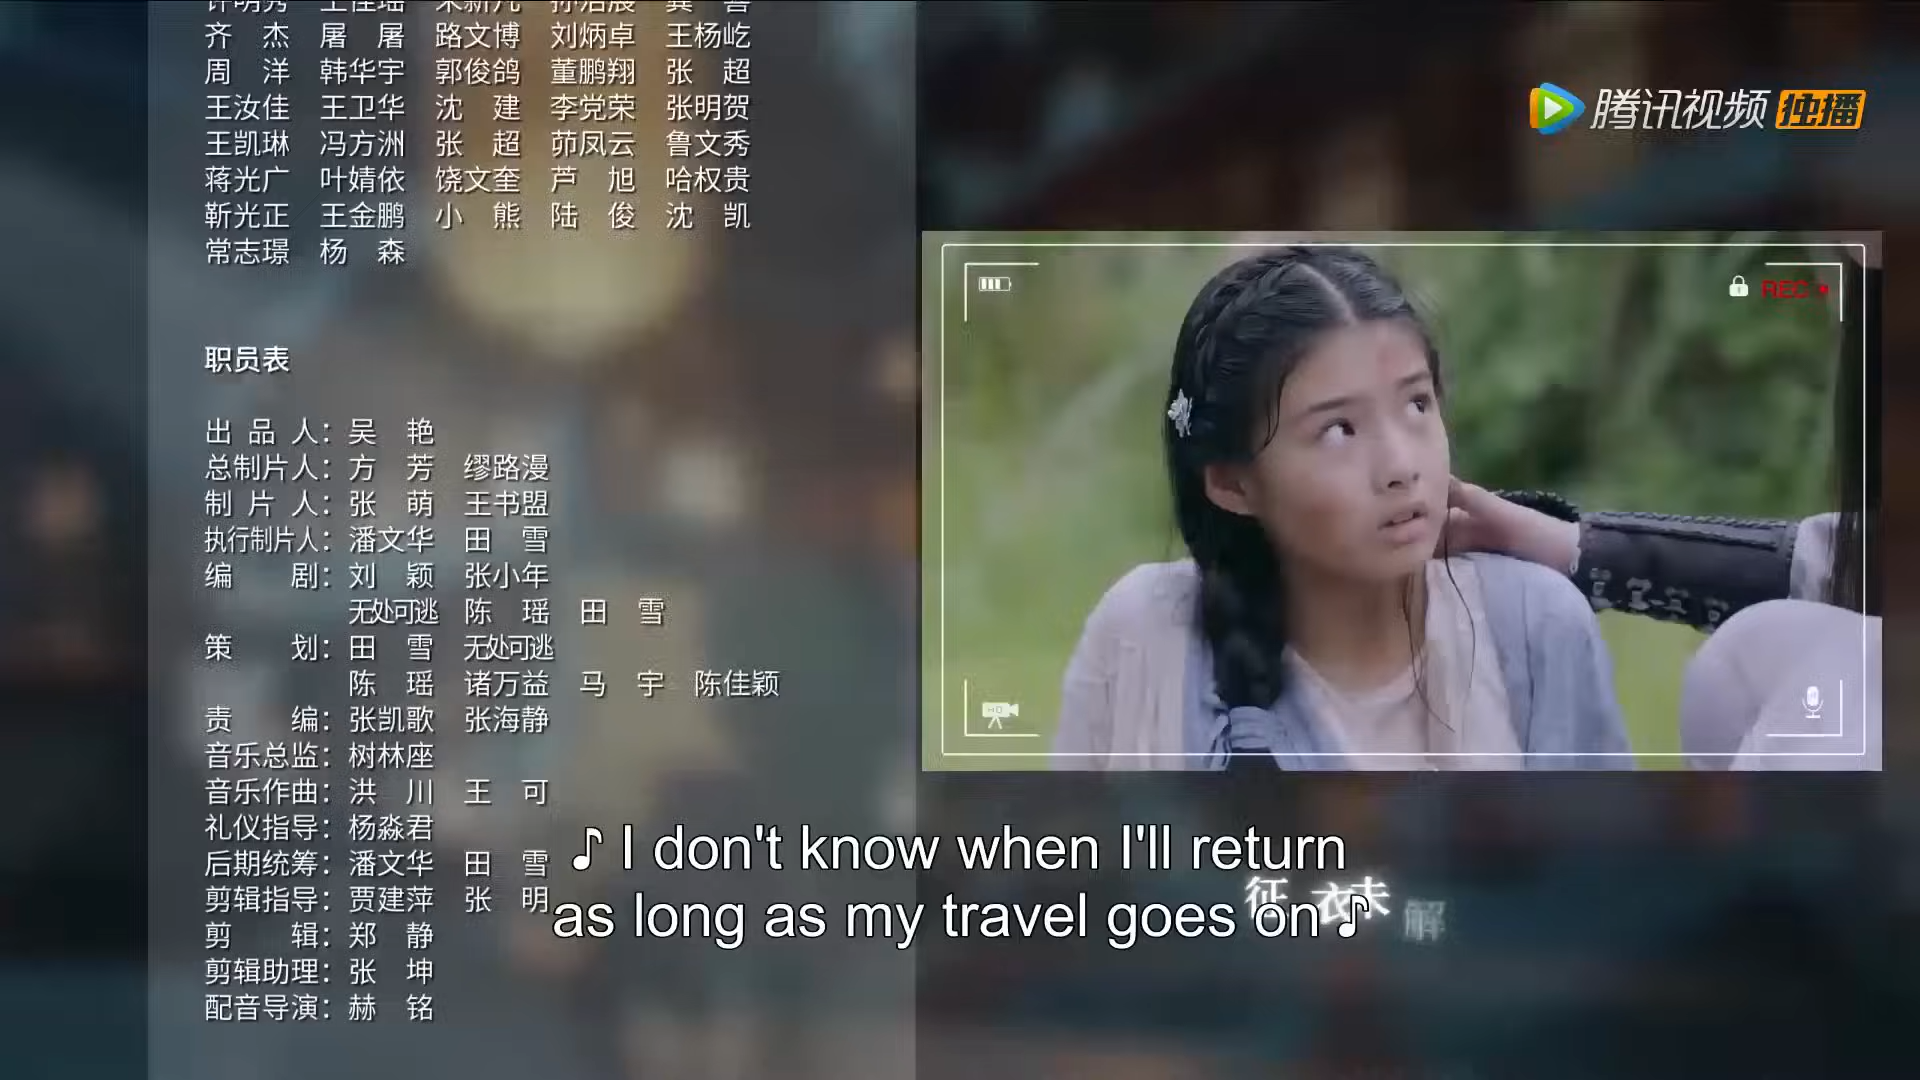 齐 杰 屠 屠 路文博 刘炳卓 王杨屹
周 洋 韩华宇 郭俊鸽 董鹏翔 张 超
王汝佳 王卫华 沈 建 李党荣 张明贺
王凯琳 冯方洲 张 超 茆凤云 鲁文秀
蒋光广 叶婧依 饶文奎 芦 旭 哈权贵
靳光正 王金鹏 小 熊 陆 俊 沈 凯
常志璟 杨 森
职员表
出品人：吴 艳
总制片人：方 芳 缪路漫
制片人：张 萌 王书盟
执行制片人：潘文华 田 雪
编 剧：刘 颖 张小年
无处可逃 陈 瑶 田 雪
策 划：田 雪 无处可逃
陈 瑶 诸万益 马 宇 陈佳颖
责 编：张凯歌 张海静
音乐总监：树林座
音乐作曲：洪 川 王 可
礼仪指导：杨淼君
后期统筹：潘文华 田 雪
剪辑指导：贾建萍 张 明
剪 辑：郑 静
剪辑助理：张 坤
配音导演：赫 铭
腾讯视频 独播
REC
HD
♪ I don't know when I'll return
as long as my travel goes on ♪
征衣未解